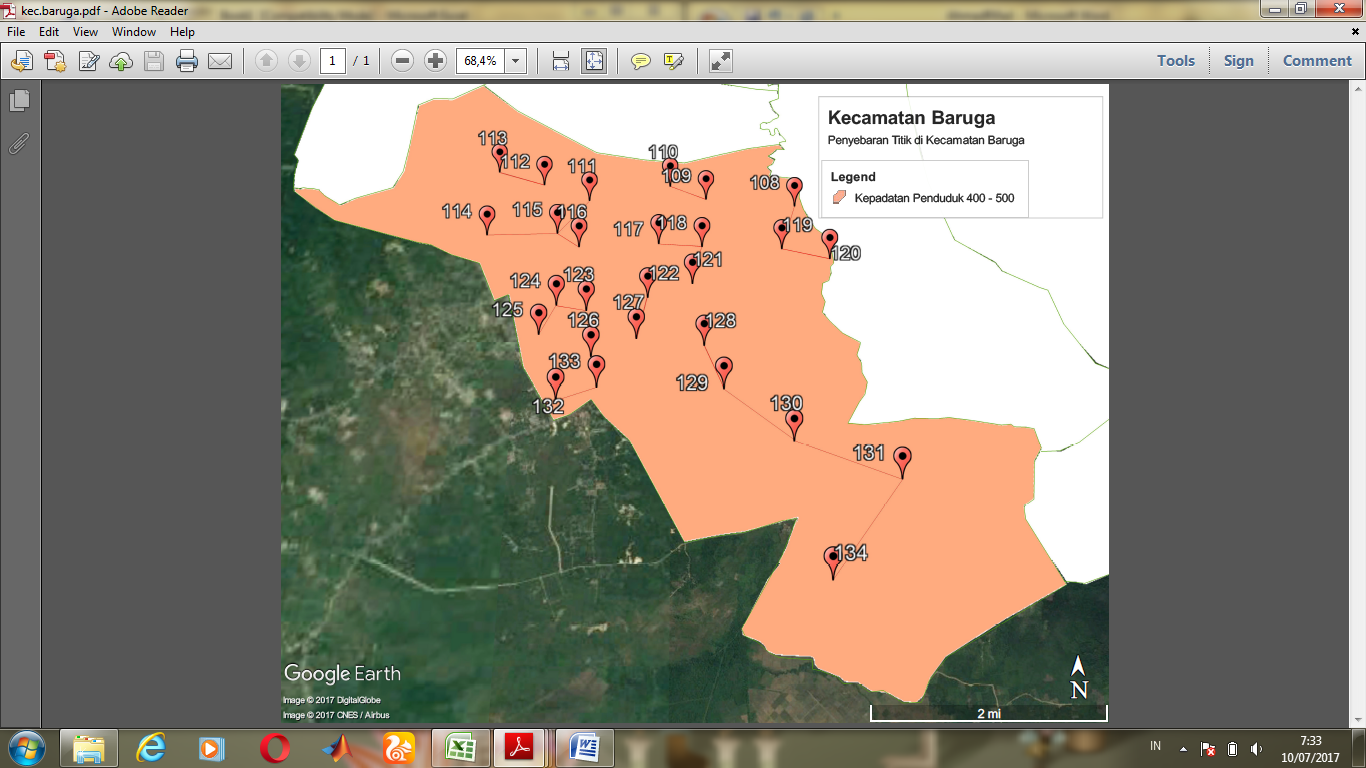 kec.baruga.pdf - Adobe Reader
File Edit View Window Help
1 / 1 68,4% Tools Sign Comment
Kecamatan Baruga
Penyebaran Titik di Kecamatan Baruga
Legend
Kepadatan Penduduk 400 - 500
113
112
111
110
109
108
114
115
116
117
118
119
120
121
122
123
124
125
126
127
128
129
130
131
133
132
134
Google Earth
Image © 2017 DigitalGlobe
Image © 2017 CNES / Airbus
N
2 mi
IN
7:33
10/07/2017